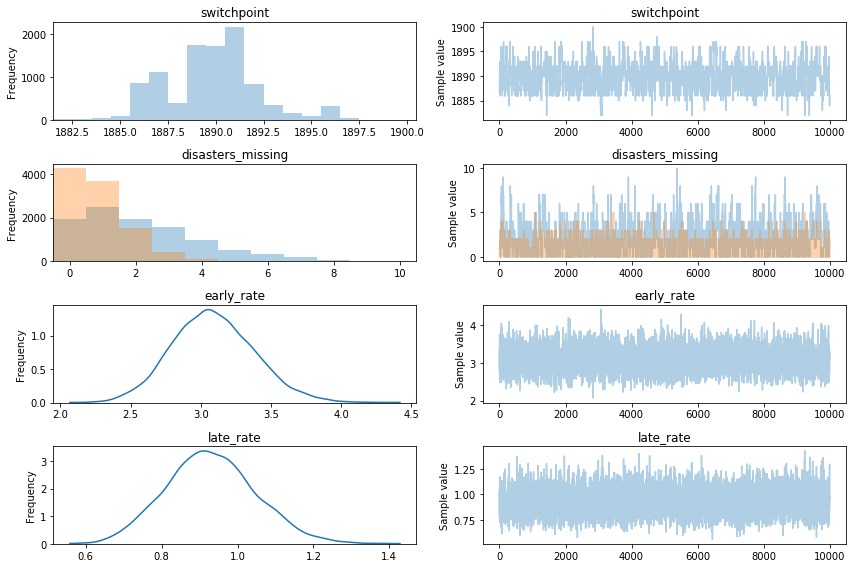 switchpoint
Frequency
2000
1000
0
1882.5 1885.0 1887.5 1890.0 1892.5 1895.0 1897.5 1900.0
switchpoint
Sample value
1900
1895
1890
1885
0 2000 4000 6000 8000 10000
disasters_missing
Frequency
4000
2000
0
0 2 4 6 8 10
disasters_missing
Sample value
10
5
0
0 2000 4000 6000 8000 10000
early_rate
Frequency
1.0
0.5
0.0
2.0 2.5 3.0 3.5 4.0 4.5
early_rate
Sample value
4
3
2
0 2000 4000 6000 8000 10000
late_rate
Frequency
3
2
1
0
0.6 0.8 1.0 1.2 1.4
late_rate
Sample value
1.25
1.00
0.75
0 2000 4000 6000 8000 10000